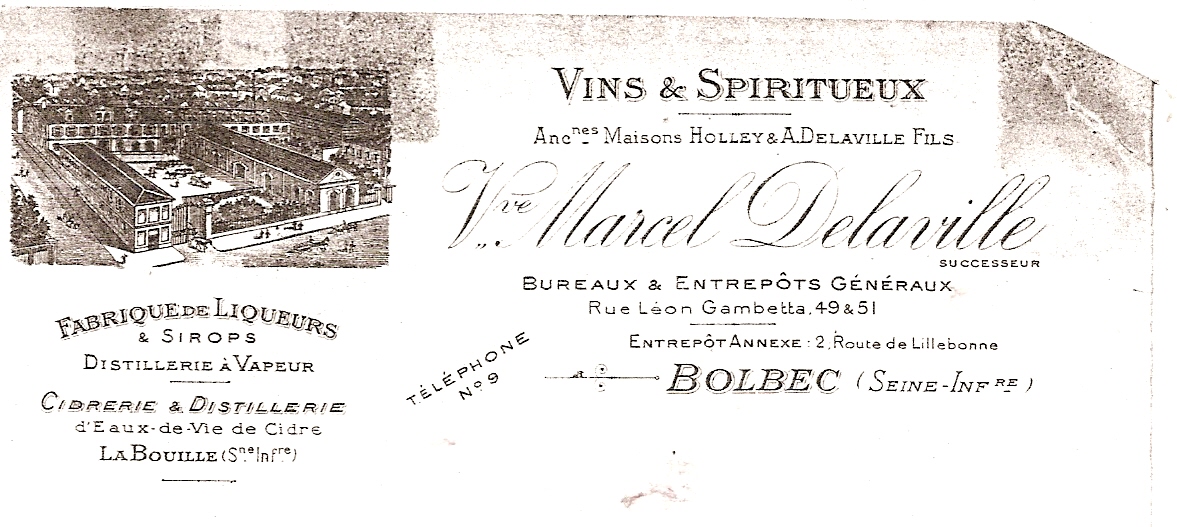 VINS & SPIRITUEUX
Ancnes Maisons HOLLEY & A. DELAVILLE FILS
Vve Marcel Delaville
SUCCESSEUR
BUREAUX & ENTREPÔTS GÉNÉRAUX
Rue Léon Gambetta, 49 & 51
ENTREPÔT ANNEXE : 2, Route de Lillebonne
BOLBEC (SEINE-INFRE)
TÉLÉPHONE
No 9
FABRIQUE DE LIQUEURS
& SIROPS
DISTILLERIE À VAPEUR
CIDRERIE & DISTILLERIE
d'Eaux-de-Vie de Cidre
LA BOUILLE (Sne Infre)